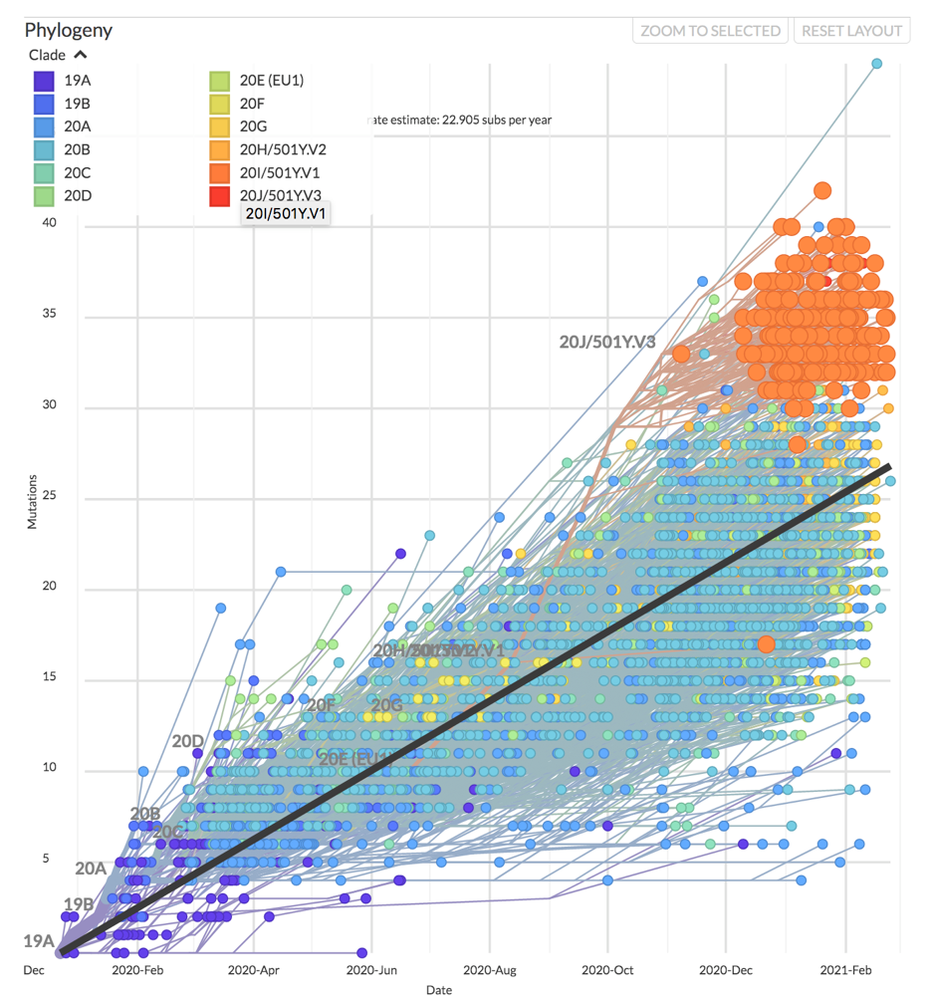 Phylogeny
ZOOM TO SELECTED
RESET LAYOUT
Clade
19A
19B
20A
20B
20C
20D
20E (EU1)
20F
20G
20H/501Y.V2
20I/501Y.V1
20J/501Y.V3
20I/501Y.V1
rate estimate: 22.905 subs per year
40
35
30
25
20
15
10
5
Mutations
20J/501Y.V3
20F
20G
20D
20E (EU1)
20B
20C
20A
19B
19A
Dec
2020-Feb
2020-Apr
2020-Jun
2020-Aug
2020-Oct
2020-Dec
2021-Feb
Date